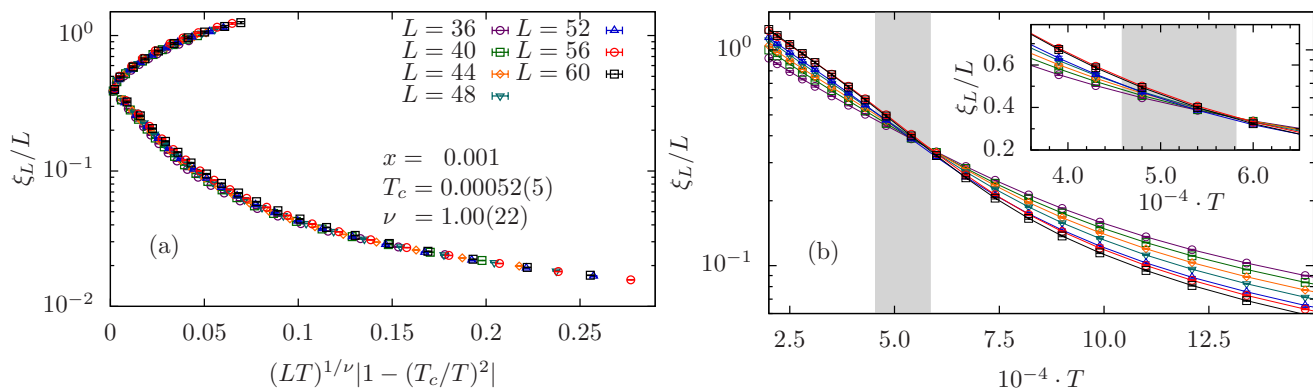 10^0
10^{-1}
10^{-2}
ξ_L/L
L = 36 L = 52
L = 40 L = 56
L = 44 L = 60
L = 48
x = 0.001
T_c = 0.00052(5)
ν = 1.00(22)
(a)
0 0.05 0.1 0.15 0.2 0.25
(LT)^{1/ν}|1 − (T_c/T)^2|
10^0
10^{-1}
ξ_L/L
(b)
2.5 5.0 7.5 10.0 12.5
10^{-4} · T
0.6
0.4
0.2
ξ_L/L
4.0 5.0 6.0
10^{-4} · T